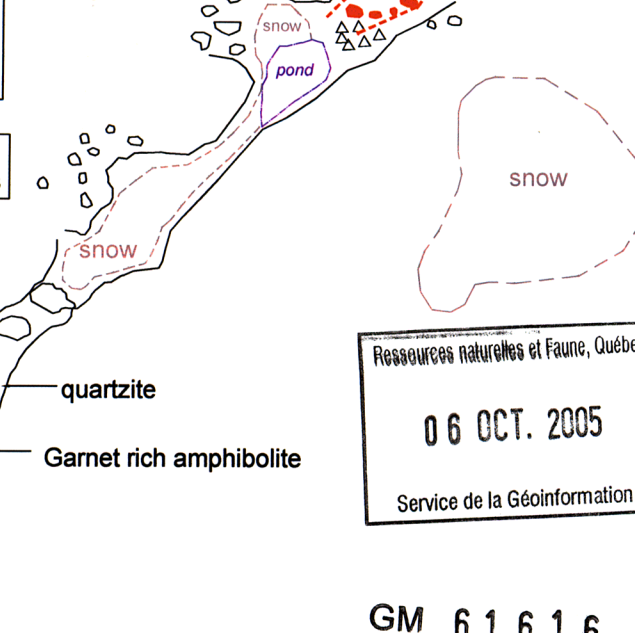 snow
pond
snow
snow
Ressources naturelles et Faune, Québe
06 OCT. 2005
quartzite
Garnet rich amphibolite
Service de la Géoinformation
GM 61616